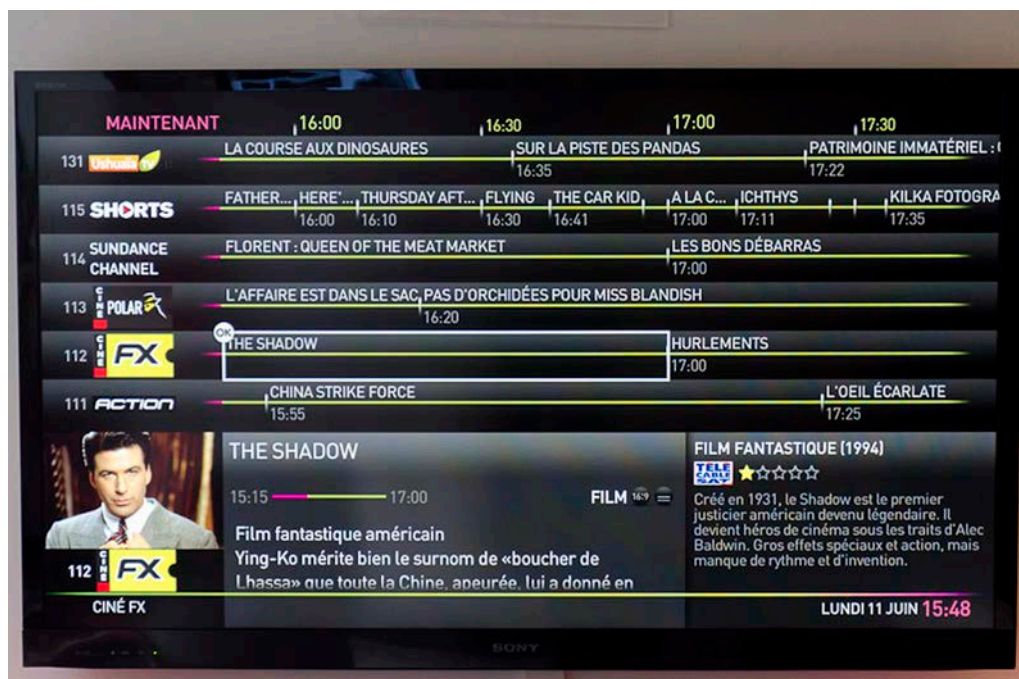 MAINTENANT 16:00 16:30 17:00 17:30
131 Ushuaïa TV LA COURSE AUX DINOSAURES SUR LA PISTE DES PANDAS PATRIMOINE IMMATÉRIEL :
16:35 17:22
115 SHORTS FATHER... HERE'... THURSDAY AFT... FLYING THE CAR KID A LA C... ICHTHYS KILKA FOTOGRA
16:00 16:10 16:30 16:41 17:00 17:11 17:35
114 SUNDANCE CHANNEL FLORENT : QUEEN OF THE MEAT MARKET LES BONS DÉBARRAS
17:00
113 CINE POLAR L'AFFAIRE EST DANS LE SAC PAS D'ORCHIDÉES POUR MISS BLANDISH
16:20
OK
112 CINE FX THE SHADOW HURLEMENTS
17:00
111 ACTION CHINA STRIKE FORCE L'OEIL ÉCARLATE
15:55 17:25
THE SHADOW
15:15 17:00 FILM 16:9
Film fantastique américain
Ying-Ko mérite bien le surnom de «boucher de
Lhassa» que toute la Chine, apeurée, lui a donné en
FILM FANTASTIQUE (1994)
TELE CABLE SAT
Créé en 1931, le Shadow est le premier
justicier américain devenu légendaire. Il
devient héros de cinéma sous les traits d'Alec
Baldwin. Gros effets spéciaux et action, mais
manque de rythme et d'invention.
112 CINE FX
CINÉ FX
LUNDI 11 JUIN 15:48
SONY